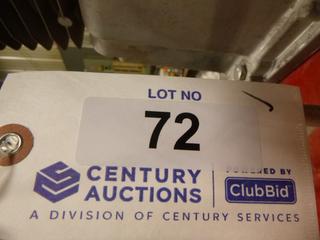 LOT NO
72
CENTURY
AUCTIONS
POWERED BY
ClubBid
A DIVISION OF CENTURY SERVICES